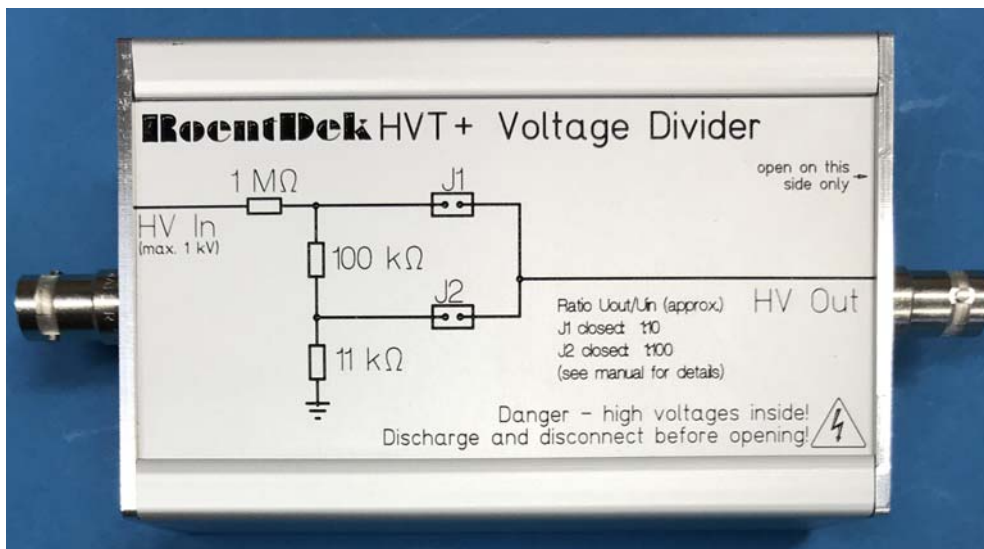 RoentDek HVT+ Voltage Divider
open on this
side only
1 MΩ
J1
HV In
(max. 1 kV)
100 kΩ
J2
11 kΩ
Ratio Uout/Uin (approx.)
J1 closed: 1:10
J2 closed: 1:100
(see manual for details)
HV Out
Danger - high voltages inside!
Discharge and disconnect before opening!